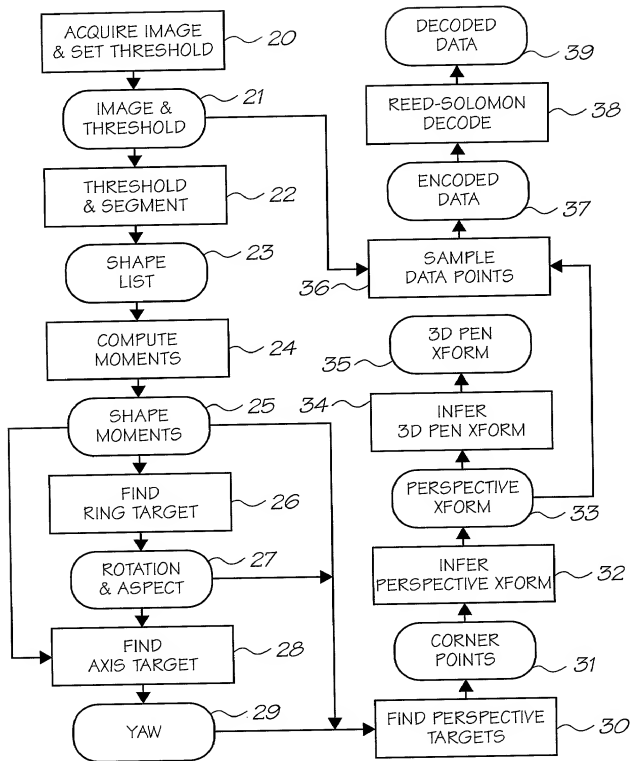 ACQUIRE IMAGE
& SET THRESHOLD
20
IMAGE &
THRESHOLD
21
THRESHOLD
& SEGMENT
22
SHAPE
LIST
23
COMPUTE
MOMENTS
24
SHAPE
MOMENTS
25
FIND
RING TARGET
26
ROTATION
& ASPECT
27
FIND
AXIS TARGET
28
YAW
29
FIND PERSPECTIVE
TARGETS
30
CORNER
POINTS
31
INFER
PERSPECTIVE XFORM
32
PERSPECTIVE
XFORM
33
INFER
3D PEN XFORM
34
3D PEN
XFORM
35
SAMPLE
DATA POINTS
36
ENCODED
DATA
37
REED-SOLOMON
DECODE
38
DECODED
DATA
39